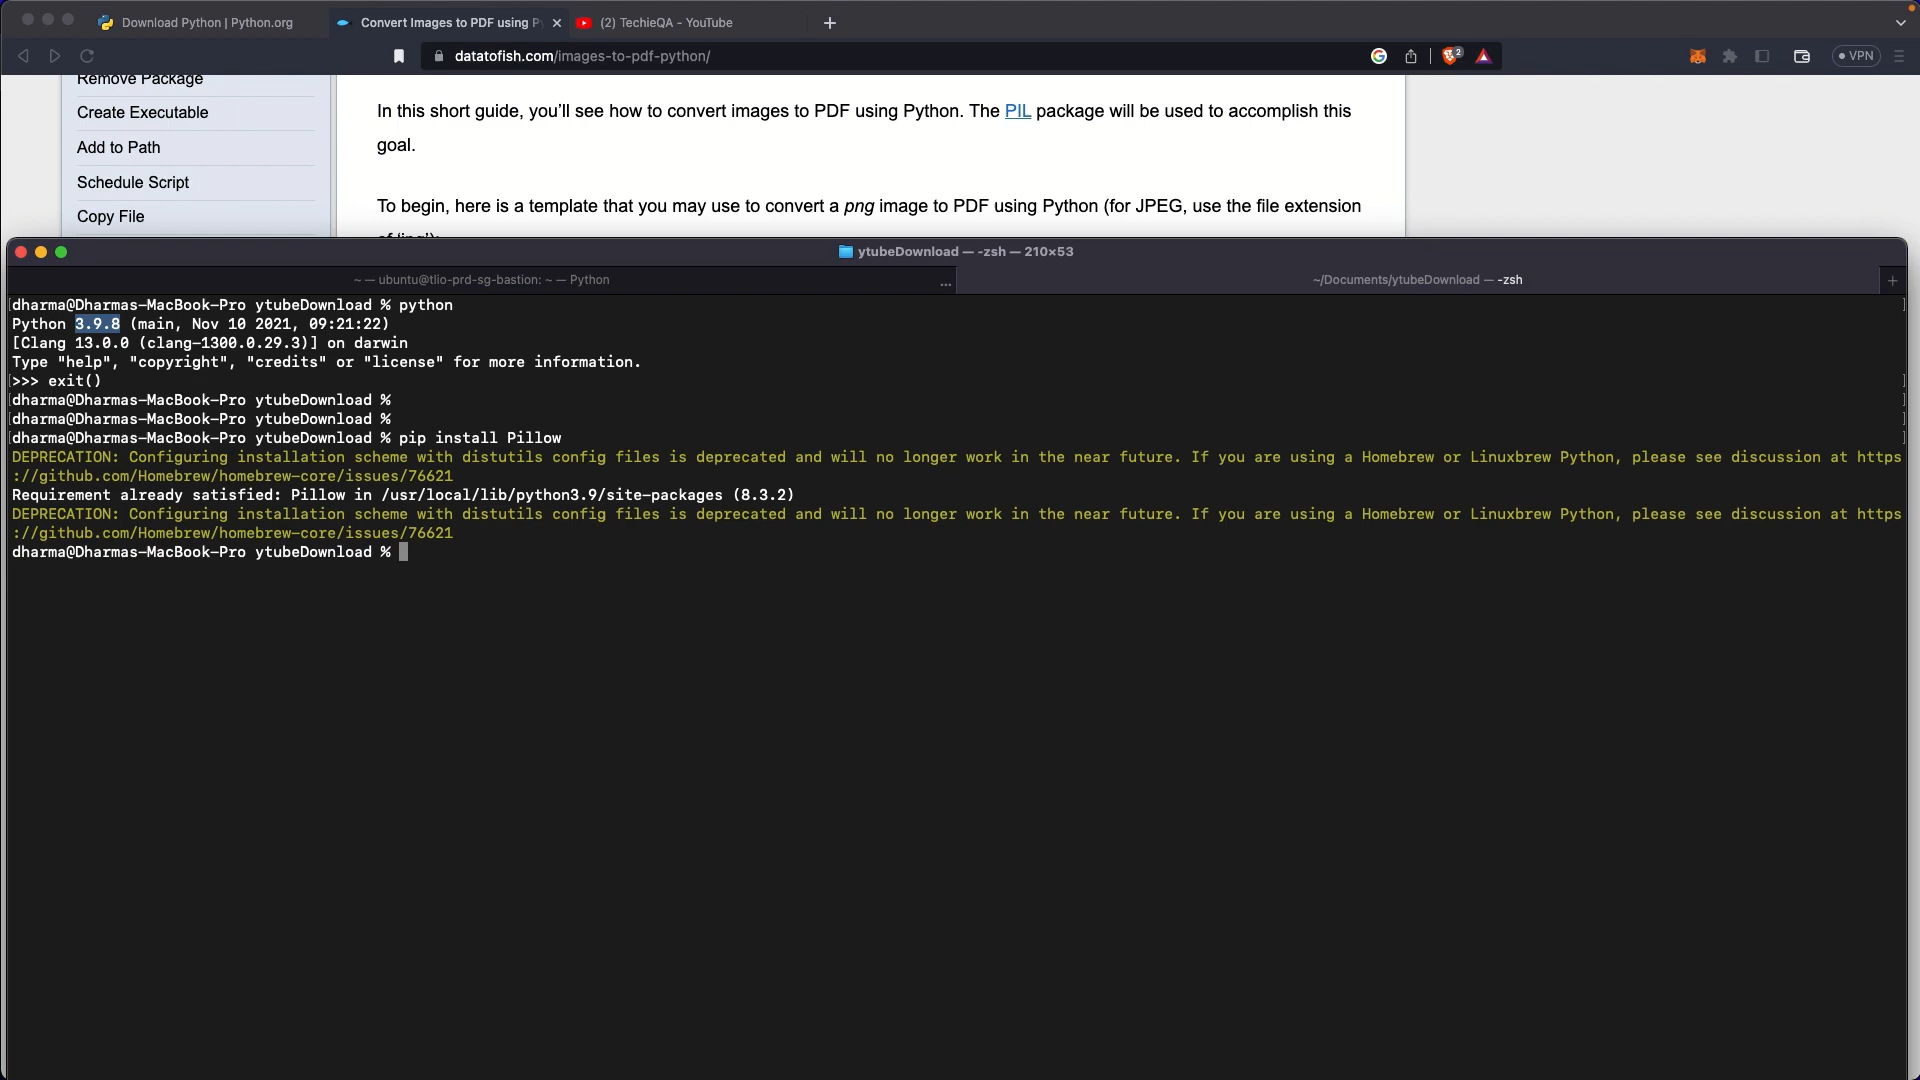 Download Python | Python.org
Convert Images to PDF using Py
(2) TechieQA - YouTube
datatofish.com/images-to-pdf-python/
2
VPN
Remove Package
Create Executable
Add to Path
Schedule Script
Copy File
In this short guide, you’ll see how to convert images to PDF using Python. The PIL package will be used to accomplish this
goal.
To begin, here is a template that you may use to convert a png image to PDF using Python (for JPEG, use the file extension
of ‘jpg’):
ytubeDownload — -zsh — 210×53
~ — ubuntu@tlio-prd-sg-bastion: ~ — Python
...
~/Documents/ytubeDownload — -zsh
[dharma@Dharmas-MacBook-Pro ytubeDownload % python ]
Python 3.9.8 (main, Nov 10 2021, 09:21:22)
[Clang 13.0.0 (clang-1300.0.29.3)] on darwin
Type "help", "copyright", "credits" or "license" for more information.
[>>> exit() ]
[dharma@Dharmas-MacBook-Pro ytubeDownload % ]
[dharma@Dharmas-MacBook-Pro ytubeDownload % ]
[dharma@Dharmas-MacBook-Pro ytubeDownload % pip install Pillow ]
DEPRECATION: Configuring installation scheme with distutils config files is deprecated and will no longer work in the near future. If you are using a Homebrew or Linuxbrew Python, please see discussion at https
://github.com/Homebrew/homebrew-core/issues/76621
Requirement already satisfied: Pillow in /usr/local/lib/python3.9/site-packages (8.3.2)
DEPRECATION: Configuring installation scheme with distutils config files is deprecated and will no longer work in the near future. If you are using a Homebrew or Linuxbrew Python, please see discussion at https
://github.com/Homebrew/homebrew-core/issues/76621
dharma@Dharmas-MacBook-Pro ytubeDownload %